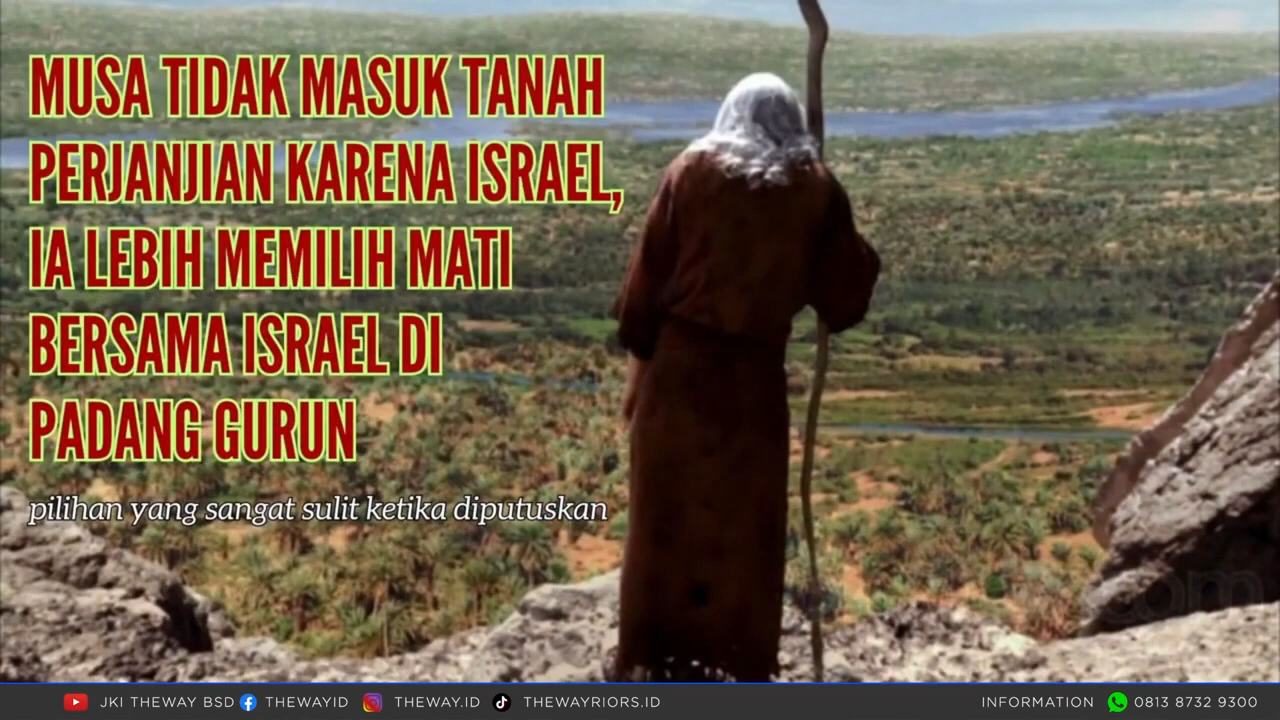 MUSA TIDAK MASUK TANAH
PERJANJIAN KARENA ISRAEL,
IA LEBIH MEMILIH MATI
BERSAMA ISRAEL DI
PADANG GURUN
pilihan yang sangat sulit ketika diputuskan
om
JKI THEWAY BSD THEWAYID THEWAY.ID THEWAYRIORS.ID INFORMATION 0813 8732 9300